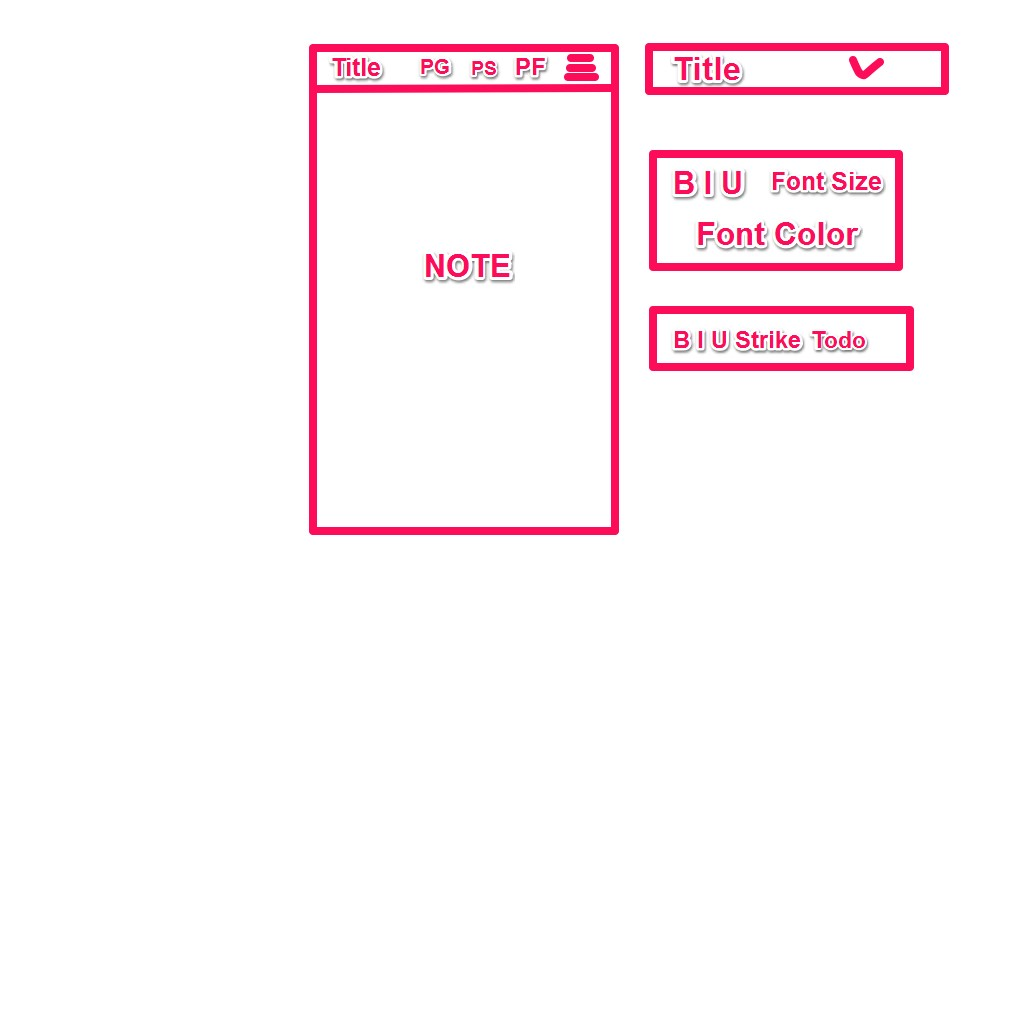 Title PG PS PF
NOTE
Title
B I U Font Size
Font Color
B I U Strike Todo